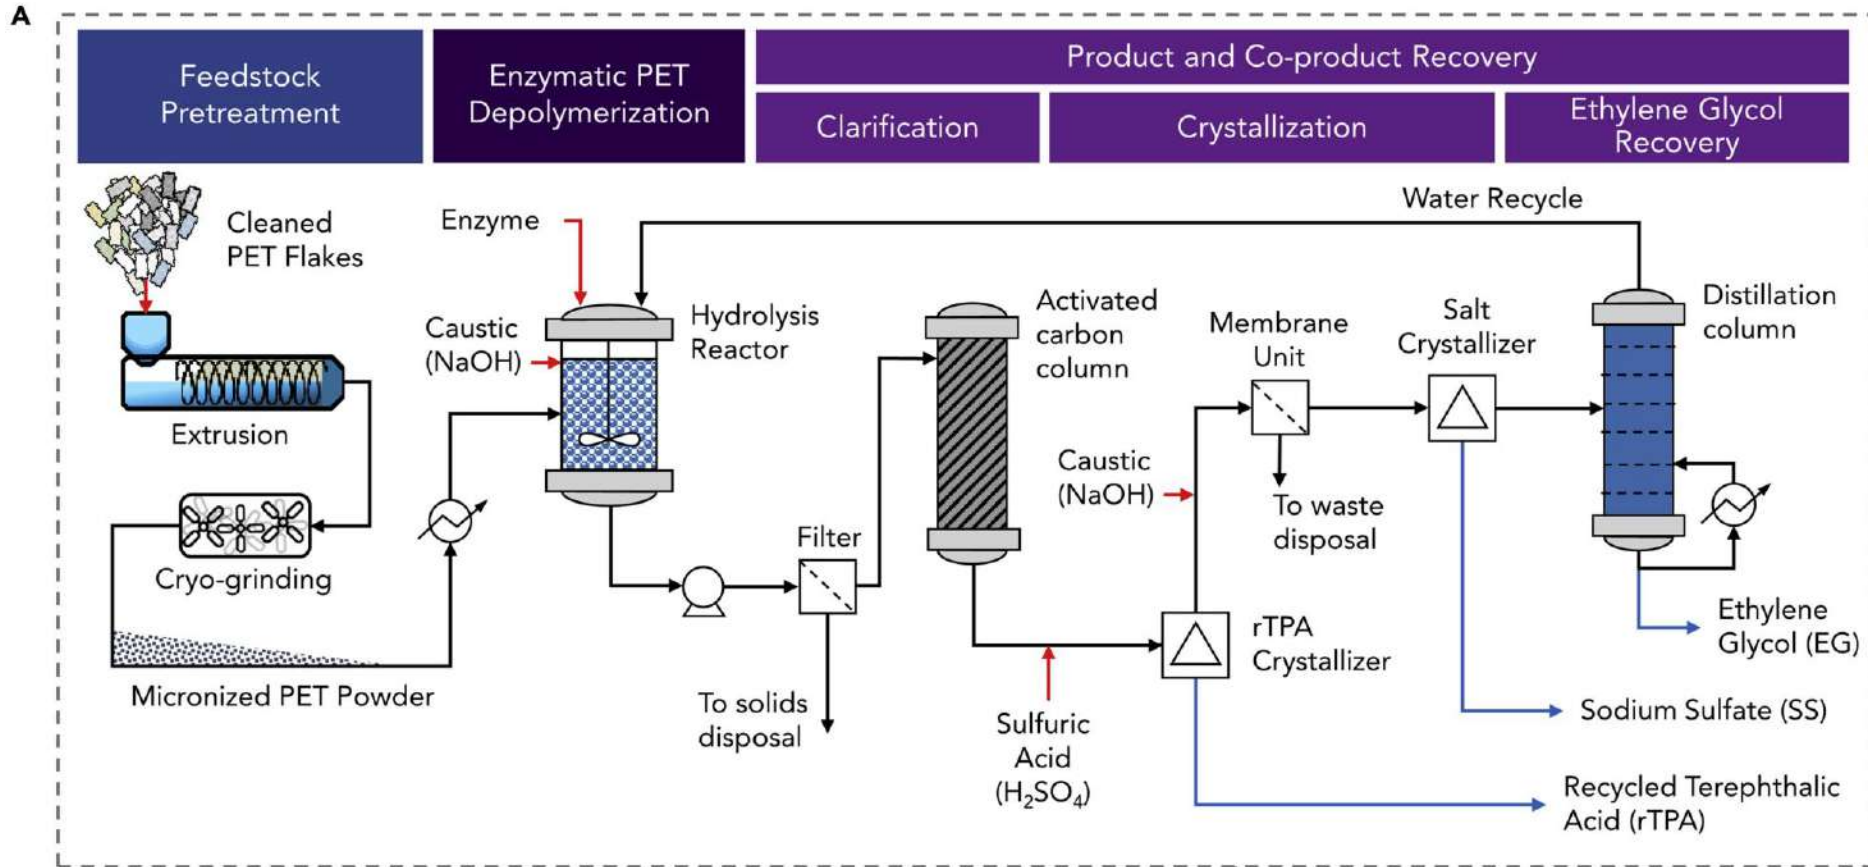 A
Feedstock
Pretreatment
Enzymatic PET
Depolymerization
Product and Co-product Recovery
Clarification
Crystallization
Ethylene Glycol
Recovery
Cleaned
PET Flakes
Extrusion
Cryo-grinding
Micronized PET Powder
Enzyme
Caustic
(NaOH)
Hydrolysis
Reactor
Filter
To solids
disposal
Activated
carbon
column
Sulfuric
Acid
(H₂SO₄)
rTPA
Crystallizer
Caustic
(NaOH)
Membrane
Unit
To waste
disposal
Salt
Crystallizer
Water Recycle
Distillation
column
Ethylene
Glycol (EG)
Sodium Sulfate (SS)
Recycled Terephthalic
Acid (rTPA)